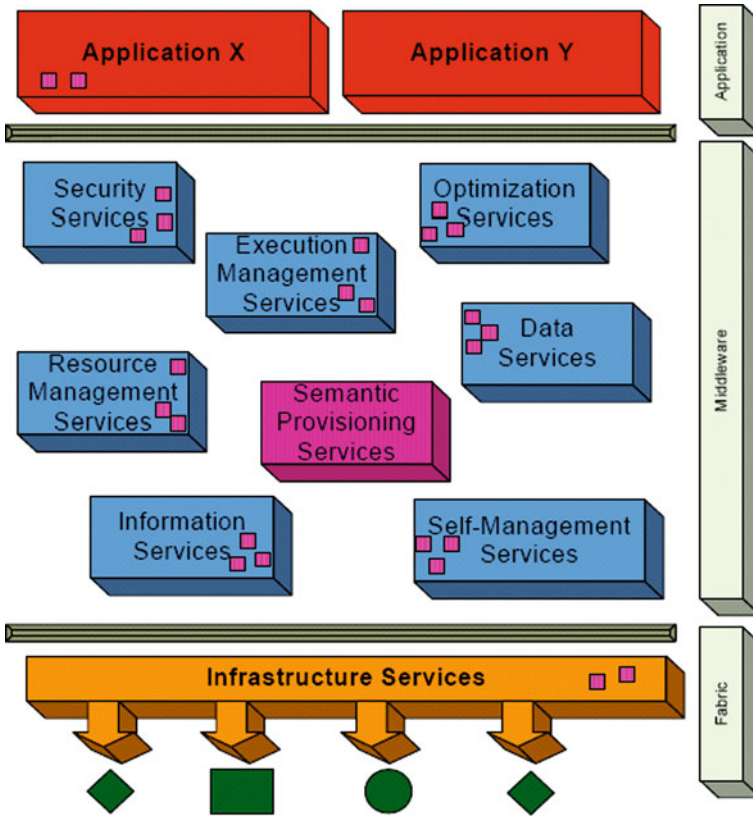 Application X
Application Y
Application
Security
Services
Optimization
Services
Execution
Management
Services
Data
Services
Resource
Management
Services
Semantic
Provisioning
Services
Information
Services
Self-Management
Services
Middleware
Infrastructure Services
Fabric